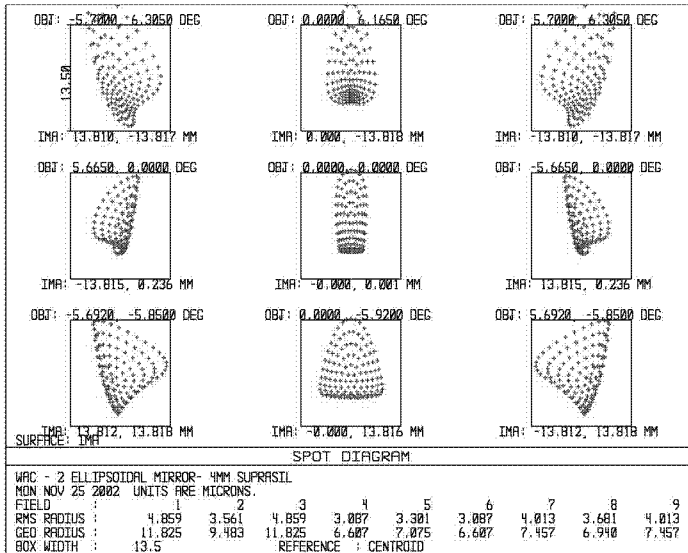 OBJ: -5.7000, 6.3050 DEG OBJ: 0.0000, 6.1650 DEG OBJ: 5.7000, 6.3050 DEG
13.50
IMA: 13.810, -13.817 MM IMA: 0.000, -13.818 MM IMA: -13.810, -13.817 MM
OBJ: 5.6650, 0.0000 DEG OBJ: 0.0000, 0.0000 DEG OBJ: -5.6650, 0.0000 DEG
IMA: -13.815, 0.236 MM IMA: -0.000, 0.001 MM IMA: 13.815, 0.236 MM
OBJ: -5.6920, -5.8500 DEG OBJ: 0.0000, -5.9200 DEG OBJ: 5.6920, -5.8500 DEG
IMA: 13.812, 13.818 MM IMA: -0.000, 13.816 MM IMA: -13.812, 13.818 MM
SURFACE: IMA
SPOT DIAGRAM
WAC - 2 ELLIPSOIDAL MIRROR- 4MM SUPRASIL
MON NOV 25 2002 UNITS ARE MICRONS.
FIELD : 1 2 3 4 5 6 7 8 9
RMS RADIUS : 4.859 3.561 4.859 3.087 3.301 3.087 4.013 3.681 4.013
GEO RADIUS : 11.825 9.483 11.825 6.607 7.075 6.607 7.457 6.940 7.457
BOX WIDTH : 13.5 REFERENCE : CENTROID